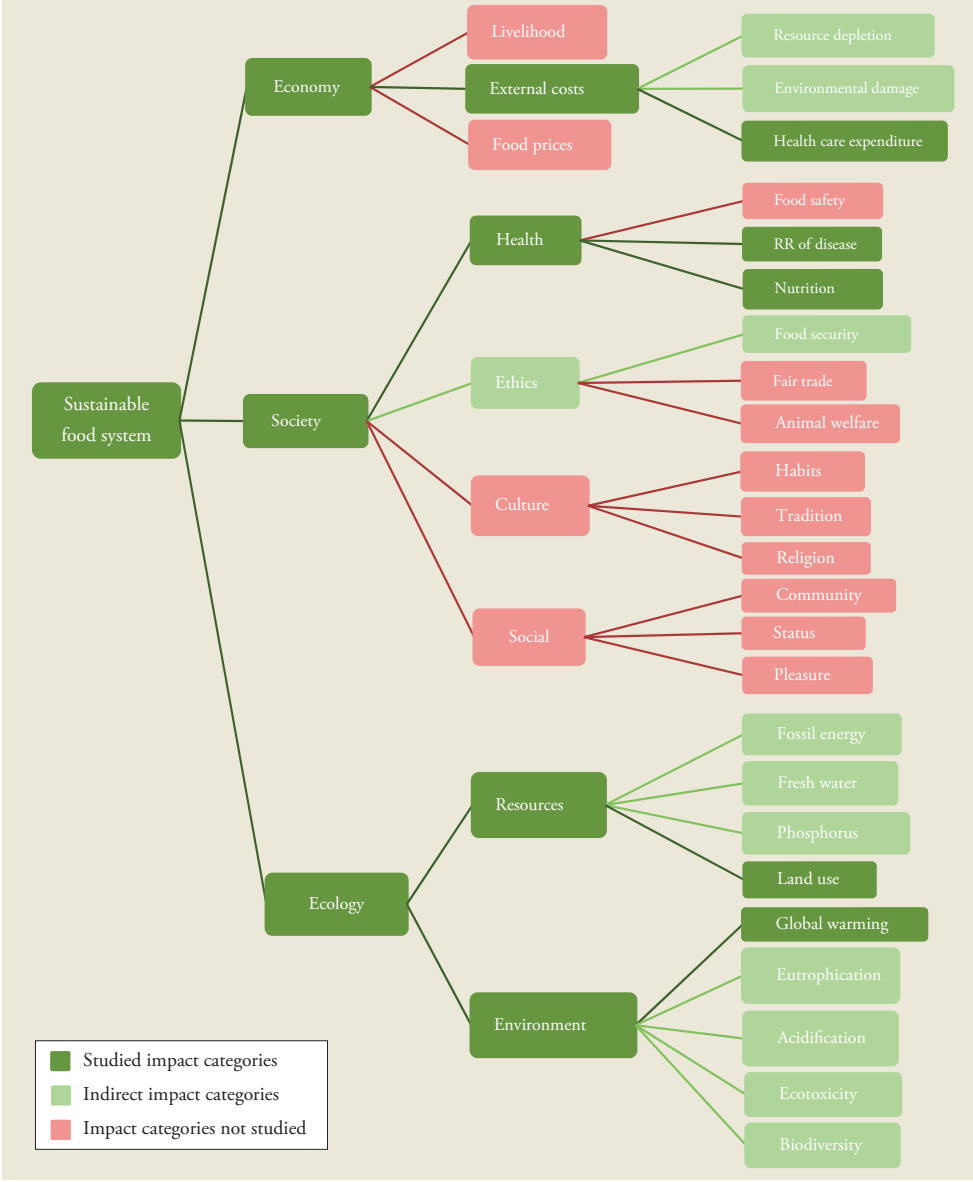 Livelihood
Resource depletion
Economy
External costs
Environmental damage
Food prices
Health care expenditure
Food safety
Health
RR of disease
Nutrition
Food security
Ethics
Fair trade
Sustainable
food system
Society
Animal welfare
Habits
Culture
Tradition
Religion
Community
Social
Status
Pleasure
Fossil energy
Fresh water
Resources
Phosphorus
Land use
Ecology
Global warming
Eutrophication
Environment
Acidification
Ecotoxicity
Biodiversity
Studied impact categories
Indirect impact categories
Impact categories not studied